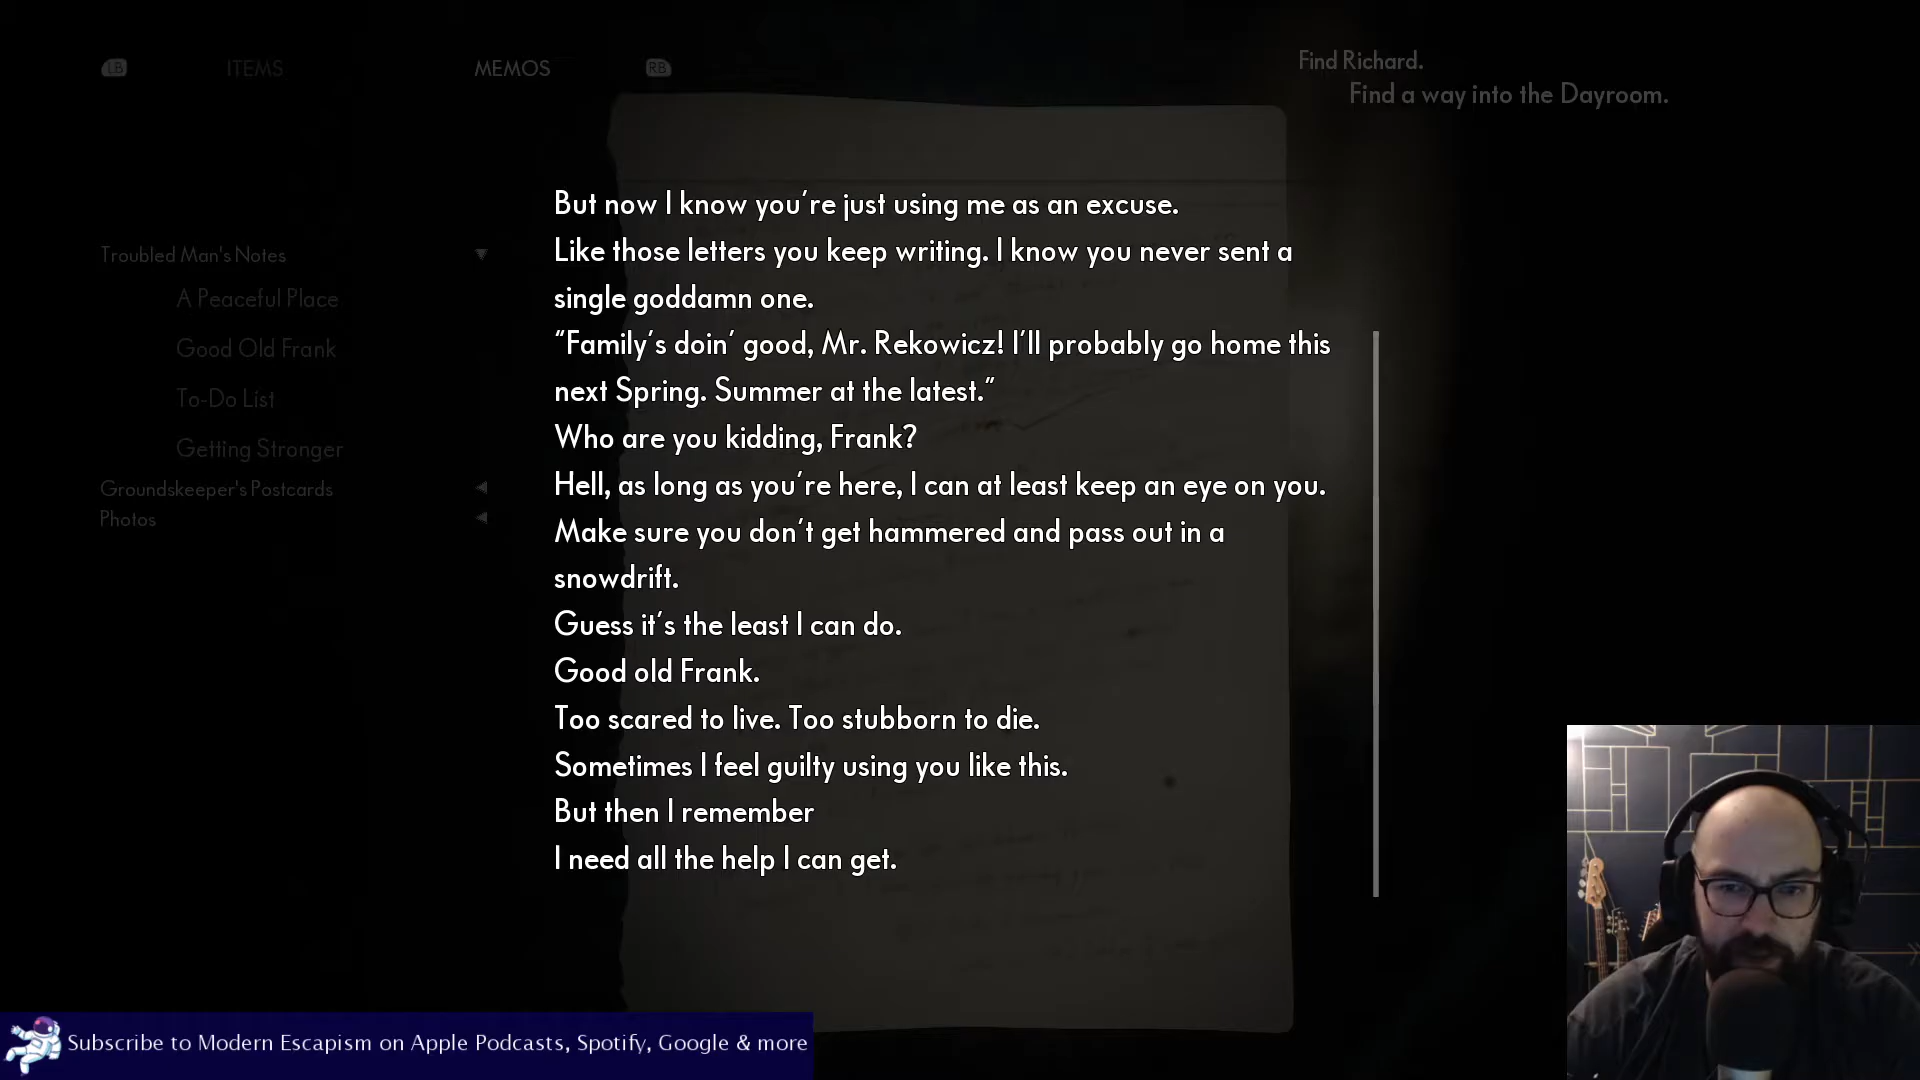 LB
ITEMS
MEMOS
RB
Find Richard.
Find a way into the Dayroom.
Troubled Man's Notes
A Peaceful Place
Good Old Frank
To-Do List
Getting Stronger
Groundskeeper's Postcards
Photos
But now I know you're just using me as an excuse.
Like those letters you keep writing. I know you never sent a
single goddamn one.
"Family's doin' good, Mr. Rekowicz! I'll probably go home this
next Spring. Summer at the latest."
Who are you kidding, Frank?
Hell, as long as you're here, I can at least keep an eye on you.
Make sure you don't get hammered and pass out in a
snowdrift.
Guess it's the least I can do.
Good old Frank.
Too scared to live. Too stubborn to die.
Sometimes I feel guilty using you like this.
But then I remember
I need all the help I can get.
Subscribe to Modern Escapism on Apple Podcasts, Spotify, Google & more